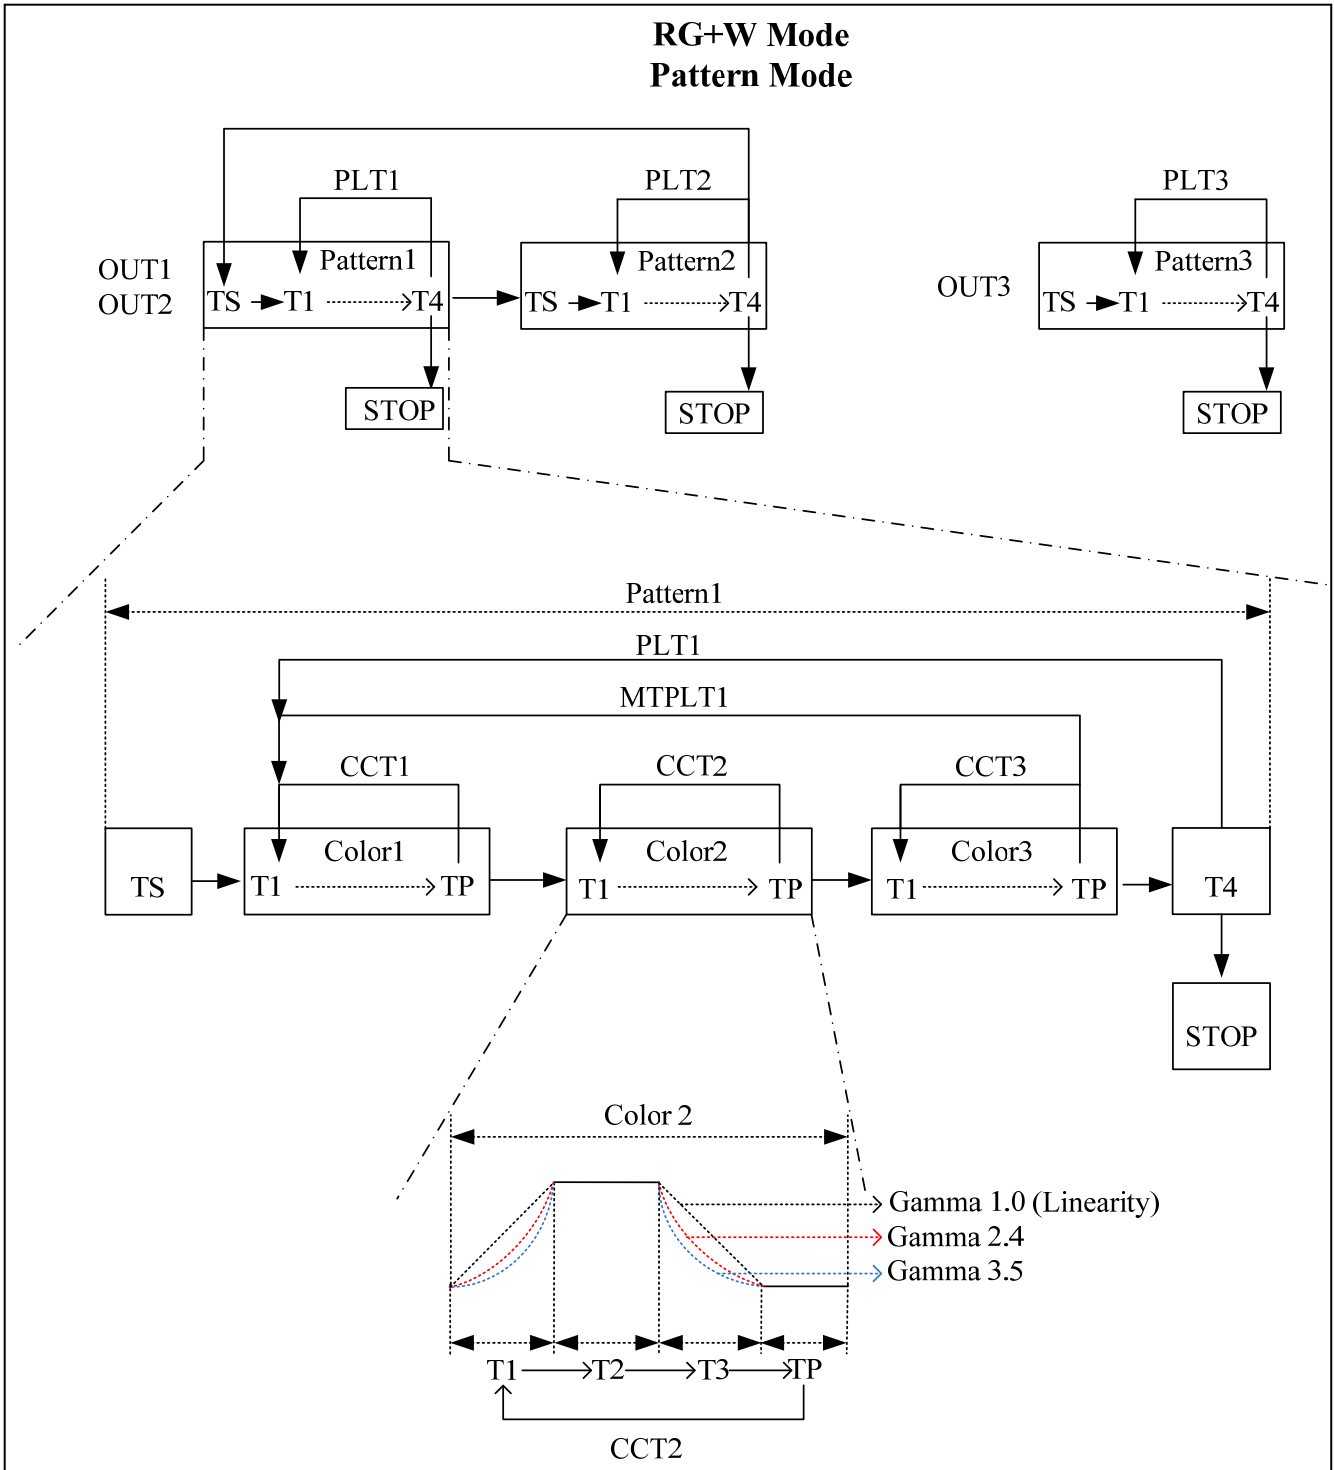 RG+W Mode
Pattern Mode
PLT1
PLT2
PLT3
OUT1
OUT2
Pattern1
TS T1 T4
Pattern2
TS T1 T4
OUT3
Pattern3
TS T1 T4
STOP
STOP
STOP
Pattern1
PLT1
MTPLT1
CCT1
CCT2
CCT3
TS
Color1
T1 TP
Color2
T1 TP
Color3
T1 TP
T4
STOP
Color 2
Gamma 1.0 (Linearity)
Gamma 2.4
Gamma 3.5
T1 T2 T3 TP
CCT2